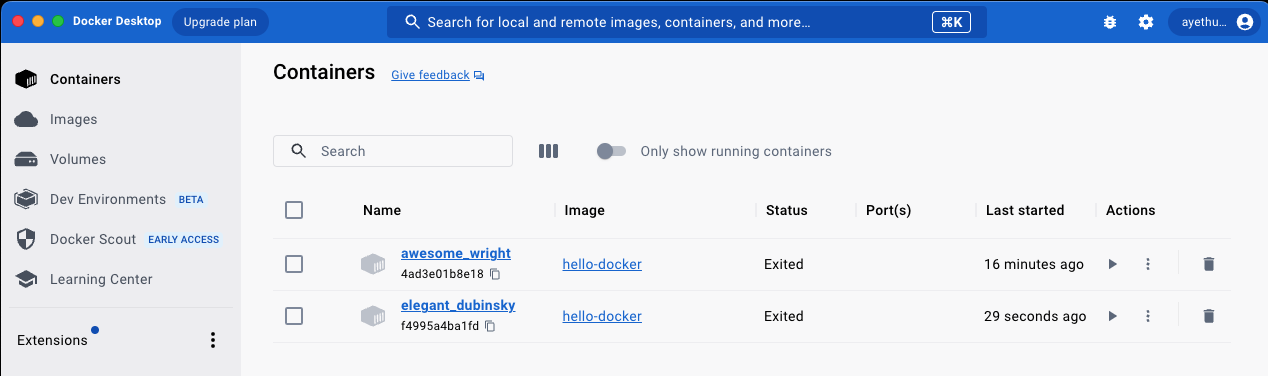 Docker Desktop Upgrade plan Search for local and remote images, containers, and more... ⌘K ayethu...
Containers
Images
Volumes
Dev Environments BETA
Docker Scout EARLY ACCESS
Learning Center
Extensions
Containers Give feedback
Search Only show running containers
Name Image Status Port(s) Last started Actions
awesome_wright
4ad3e01b8e18
hello-docker Exited 16 minutes ago
elegant_dubinsky
f4995a4ba1fd
hello-docker Exited 29 seconds ago